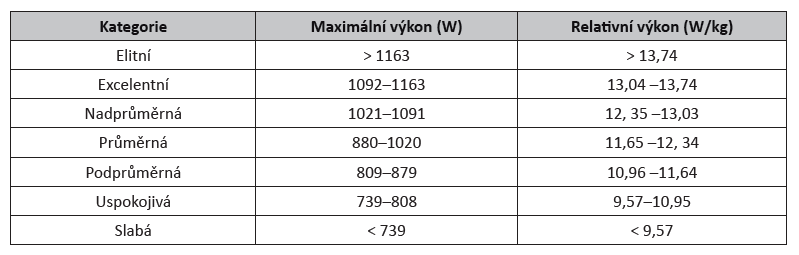 Kategorie Maximální výkon (W) Relativní výkon (W/kg)
Elitní > 1163 > 13,74
Excelentní 1092–1163 13,04 –13,74
Nadprůměrná 1021–1091 12, 35 –13,03
Průměrná 880–1020 11,65 –12, 34
Podprůměrná 809–879 10,96 –11,64
Uspokojivá 739–808 9,57–10,95
Slabá < 739 < 9,57